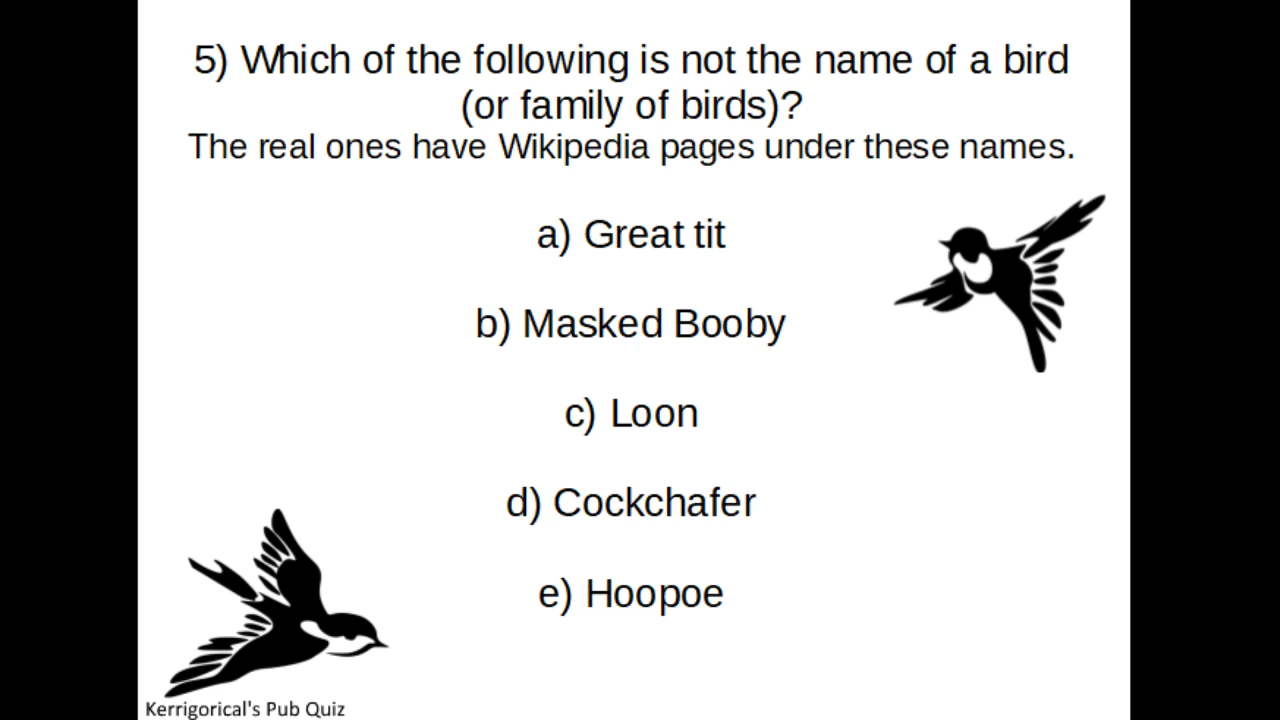 5) Which of the following is not the name of a bird
(or family of birds)?
The real ones have Wikipedia pages under these names.
a) Great tit
b) Masked Booby
c) Loon
d) Cockchafer
e) Hoopoe
Kerrigorical's Pub Quiz